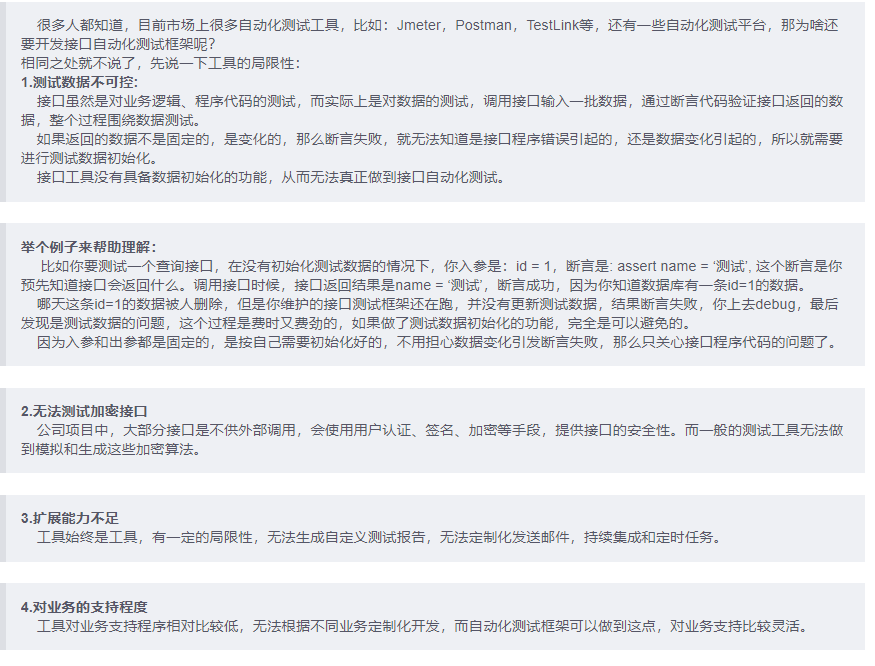 很多人都知道，目前市场上很多自动化测试工具，比如：Jmeter，Postman，TestLink等，还有一些自动化测试平台，那为啥还
要开发接口自动化测试框架呢？
相同之处就不说了，先说一下工具的局限性：
1.测试数据不可控：
接口虽然是对业务逻辑、程序代码的测试，而实际上是对数据的测试，调用接口输入一批数据，通过断言代码验证接口返回的数
据，整个过程围绕数据测试。
如果返回的数据不是固定的，是变化的，那么断言失败，就无法知道是接口程序错误引起的，还是数据变化引起的，所以就需要
进行测试数据初始化。
接口工具没有具备数据初始化的功能，从而无法真正做到接口自动化测试。
举个例子来帮助理解：
比如你要测试一个查询接口，在没有初始化测试数据的情况下，你入参是：id = 1，断言是: assert name = ‘测试’, 这个断言是你
预先知道接口会返回什么。调用接口时候，接口返回结果是name = ‘测试’，断言成功，因为你知道数据库有一条id=1的数据。
哪天这条id=1的数据被人删除，但是你维护的接口测试框架还在跑，并没有更新测试数据，结果断言失败，你上去debug，最后
发现是测试数据的问题，这个过程是费时又费劲的，如果做了测试数据初始化的功能，完全是可以避免的。
因为入参和出参都是固定的，是按自己需要初始化好的，不用担心数据变化引发断言失败，那么只关心接口程序代码的问题了。
2.无法测试加密接口
公司项目中，大部分接口是不供外部调用，会使用用户认证、签名、加密等手段，提供接口的安全性。而一般的测试工具无法做
到模拟和生成这些加密算法。
3.扩展能力不足
工具始终是工具，有一定的局限性，无法生成自定义测试报告，无法定制化发送邮件，持续集成和定时任务。
4.对业务的支持程度
工具对业务支持程序相对比较低，无法根据不同业务定制化开发，而自动化测试框架可以做到这点，对业务支持比较灵活。